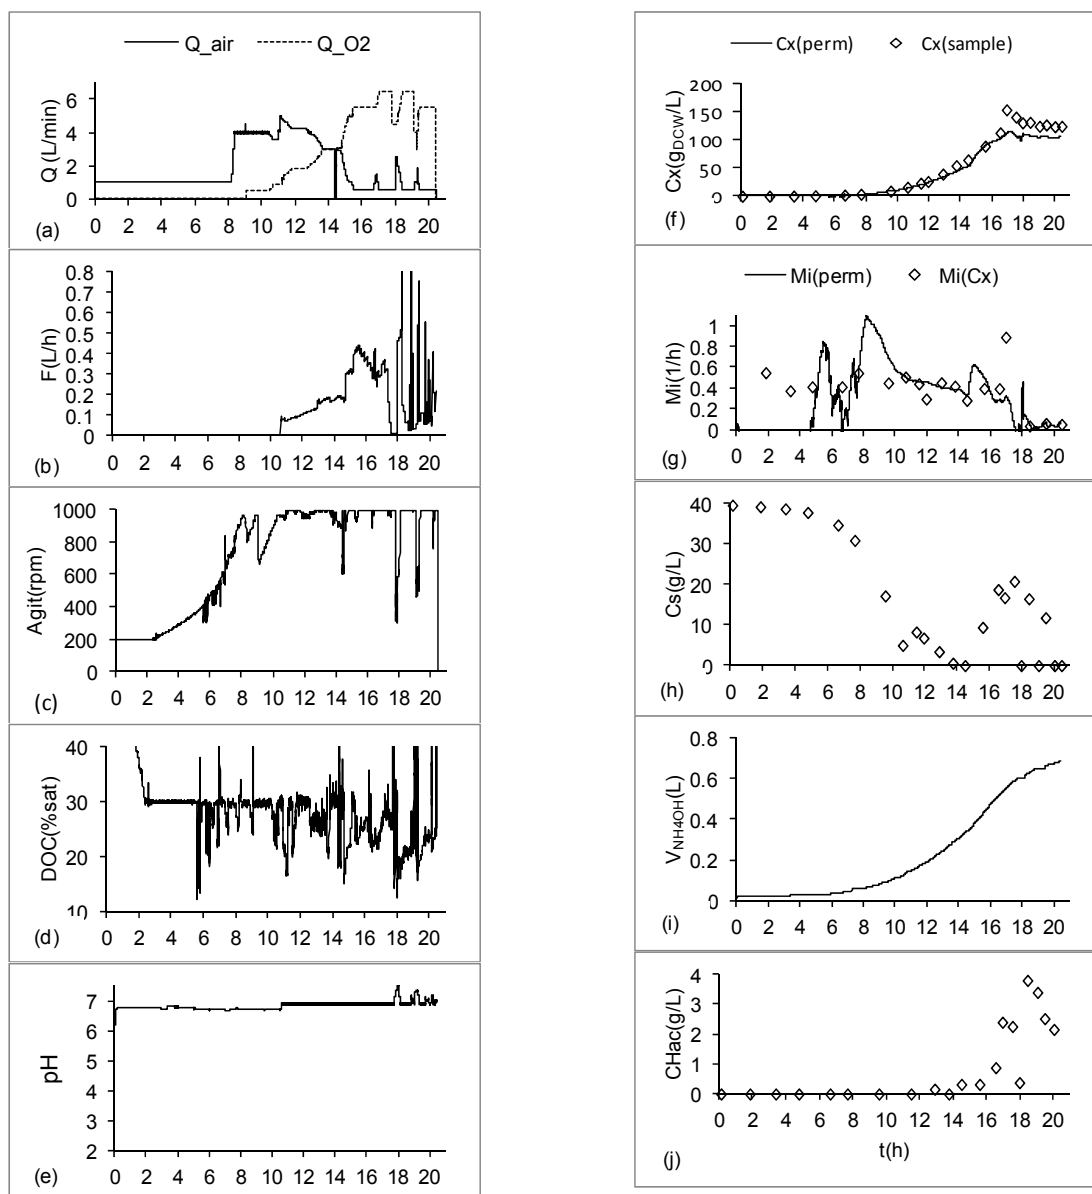 Q_air Q_O2
Q (L/min)
6
4
2
0
0 2 4 6 8 10 12 14 16 18 20
(a)
F(L/h)
0.8
0.7
0.6
0.5
0.4
0.3
0.2
0.1
0
0 2 4 6 8 10 12 14 16 18 20
(b)
Agit(rpm)
1000
800
600
400
200
0
0 2 4 6 8 10 12 14 16 18 20
(c)
DOC(%sat)
40
30
20
10
0 2 4 6 8 10 12 14 16 18 20
(d)
pH
7
6
5
4
3
2
0 2 4 6 8 10 12 14 16 18 20
(e)
Cx(perm) Cx(sample)
Cx(gDCW/L)
200
150
100
50
0
0 2 4 6 8 10 12 14 16 18 20
(f)
Mi(perm) Mi(Cx)
Mi(1/h)
1
0.8
0.6
0.4
0.2
0
0 2 4 6 8 10 12 14 16 18 20
(g)
Cs(g/L)
40
30
20
10
0
0 2 4 6 8 10 12 14 16 18 20
(h)
VNH4OH(L)
0.8
0.6
0.4
0.2
0
0 2 4 6 8 10 12 14 16 18 20
(i)
CHac(g/L)
4
3
2
1
0
0 2 4 6 8 10 12 14 16 18 20
t(h)
(j)